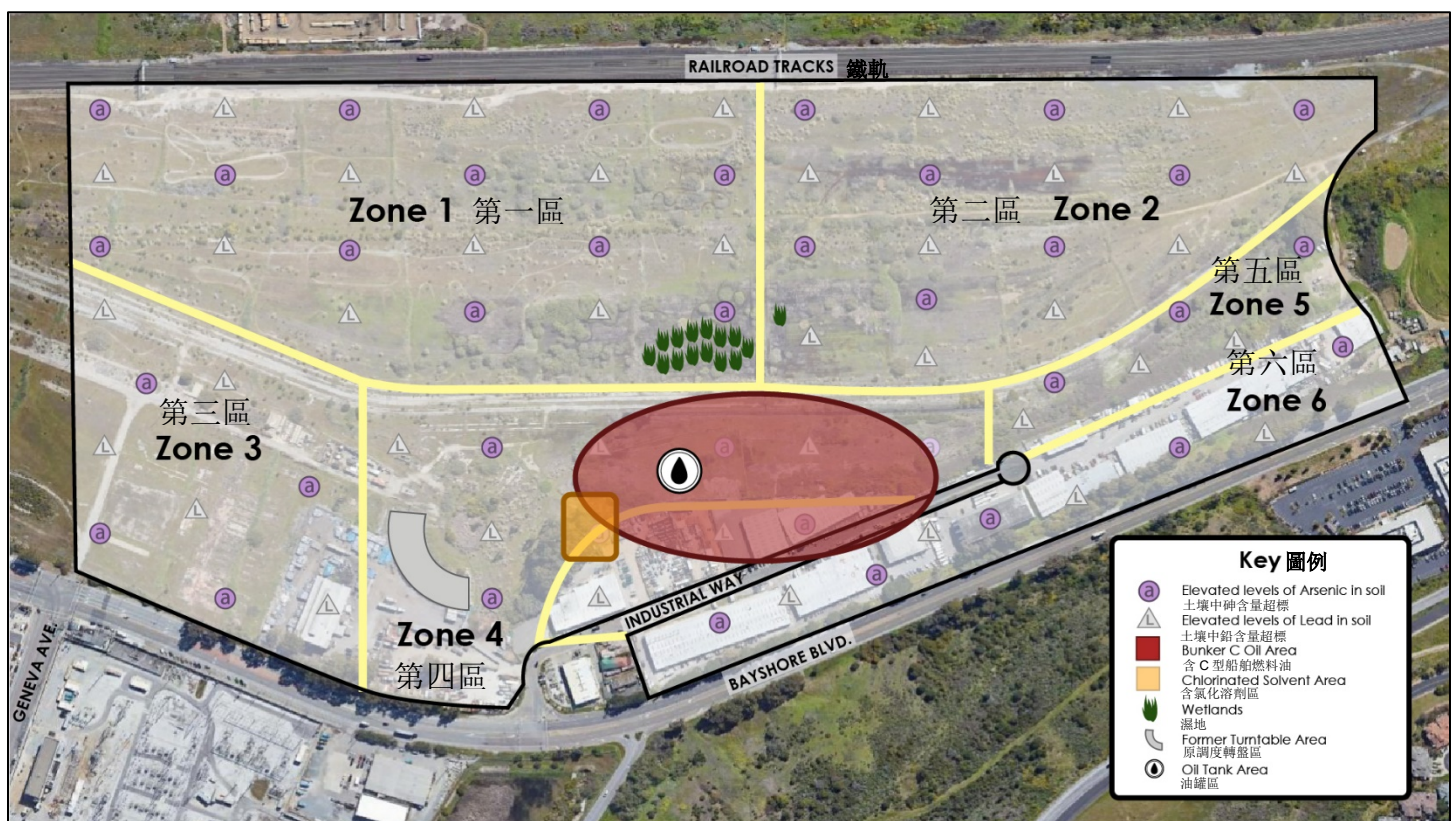 RAILROAD TRACKS 鐵軌
Zone 1 第一區
第二區 Zone 2
第五區
Zone 5
第六區
Zone 6
第三區
Zone 3
Zone 4
第四區
INDUSTRIAL WAY
BAYSHORE BLVD.
GENEVA AVE.
Key 圖例
a Elevated levels of Arsenic in soil
土壤中砷含量超標
L Elevated levels of Lead in soil
土壤中鉛含量超標
Bunker C Oil Area
含 C 型船舶燃料油
Chlorinated Solvent Area
含氯化溶劑區
Wetlands
濕地
Former Turntable Area
原調度轉盤區
Oil Tank Area
油罐區